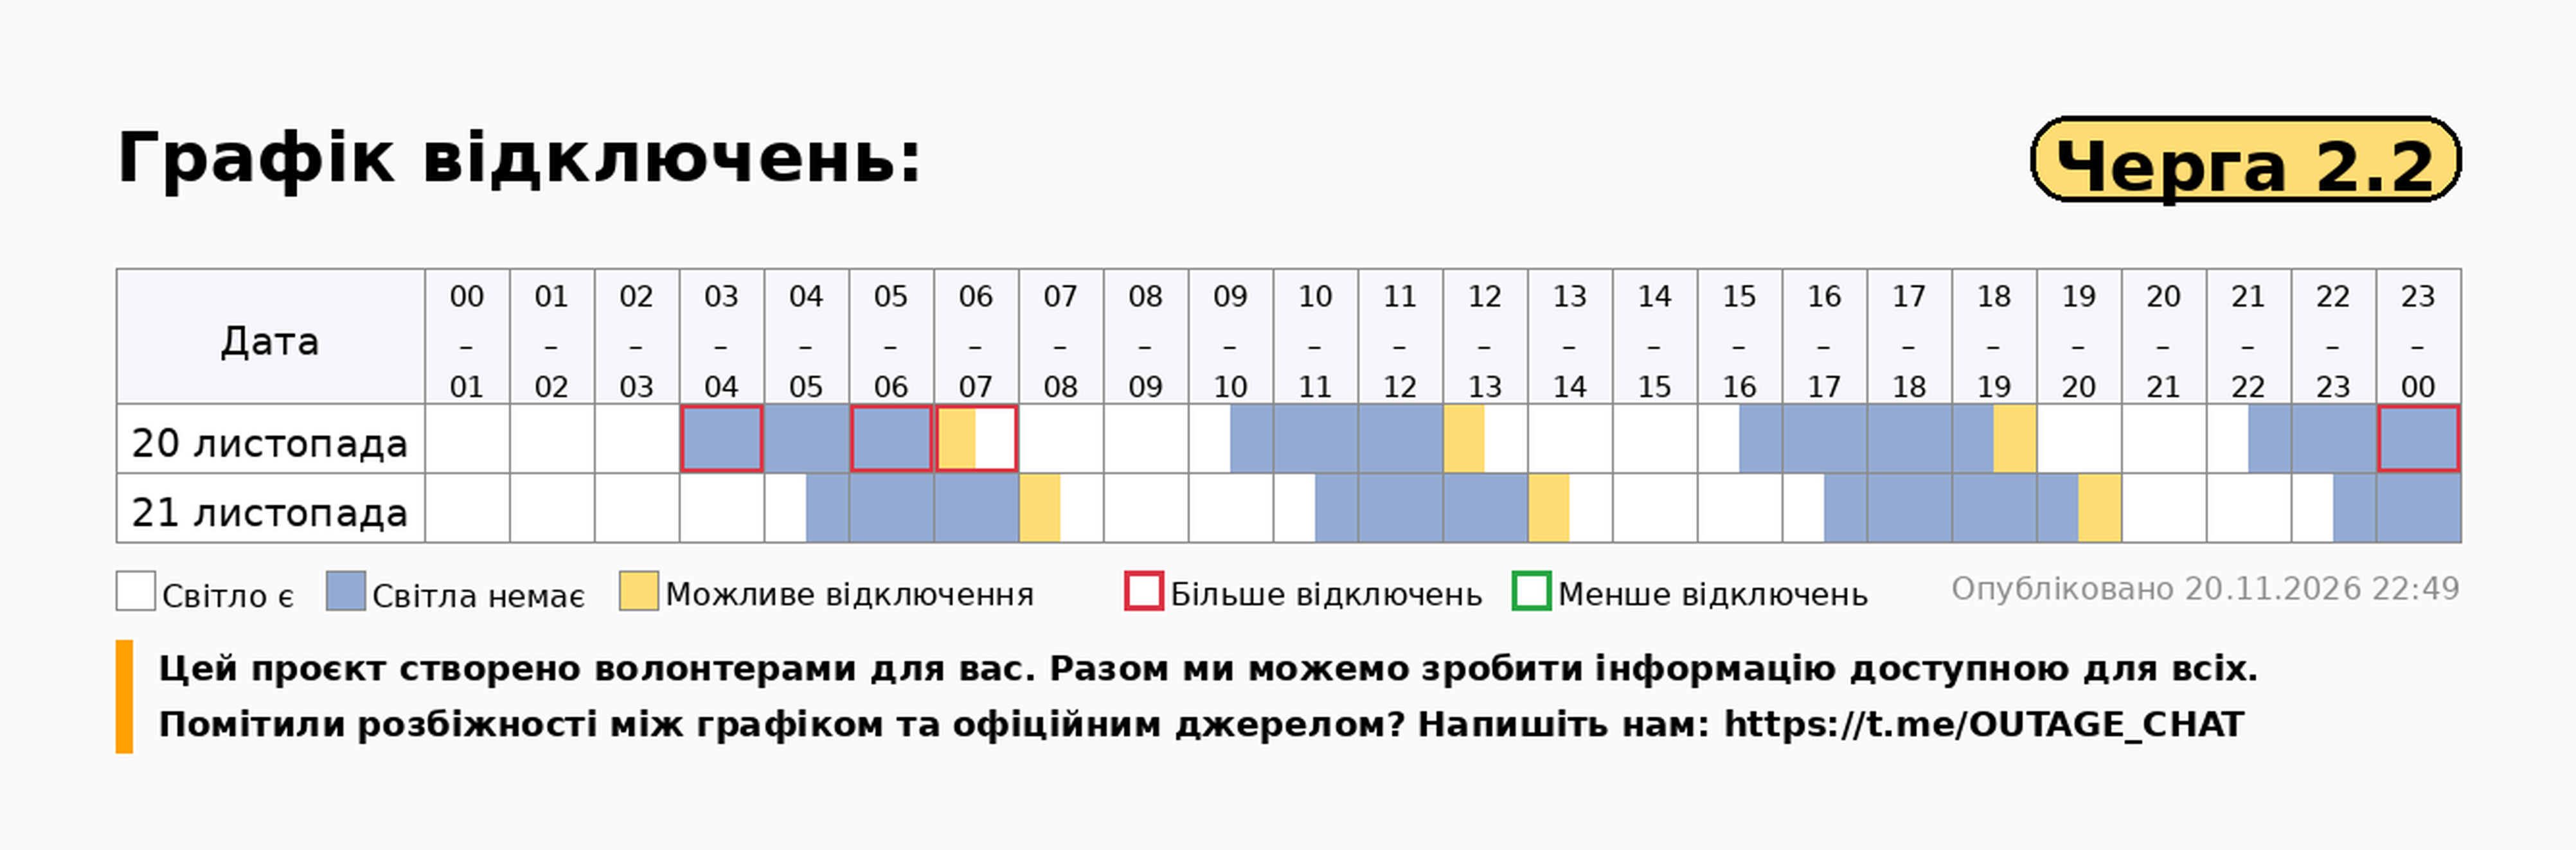 Графік відключень:
Черга 2.2
Дата
00 – 01
01 – 02
02 – 03
03 – 04
04 – 05
05 – 06
06 – 07
07 – 08
08 – 09
09 – 10
10 – 11
11 – 12
12 – 13
13 – 14
14 – 15
15 – 16
16 – 17
17 – 18
18 – 19
19 – 20
20 – 21
21 – 22
22 – 23
23 – 00
20 листопада
21 листопада
Світло є
Світла немає
Можливе відключення
Більше відключень
Менше відключень
Опубліковано 20.11.2026 22:49
Цей проєкт створено волонтерами для вас. Разом ми можемо зробити інформацію доступною для всіх.
Помітили розбіжності між графіком та офіційним джерелом? Напишіть нам: https://t.me/OUTAGE_CHAT